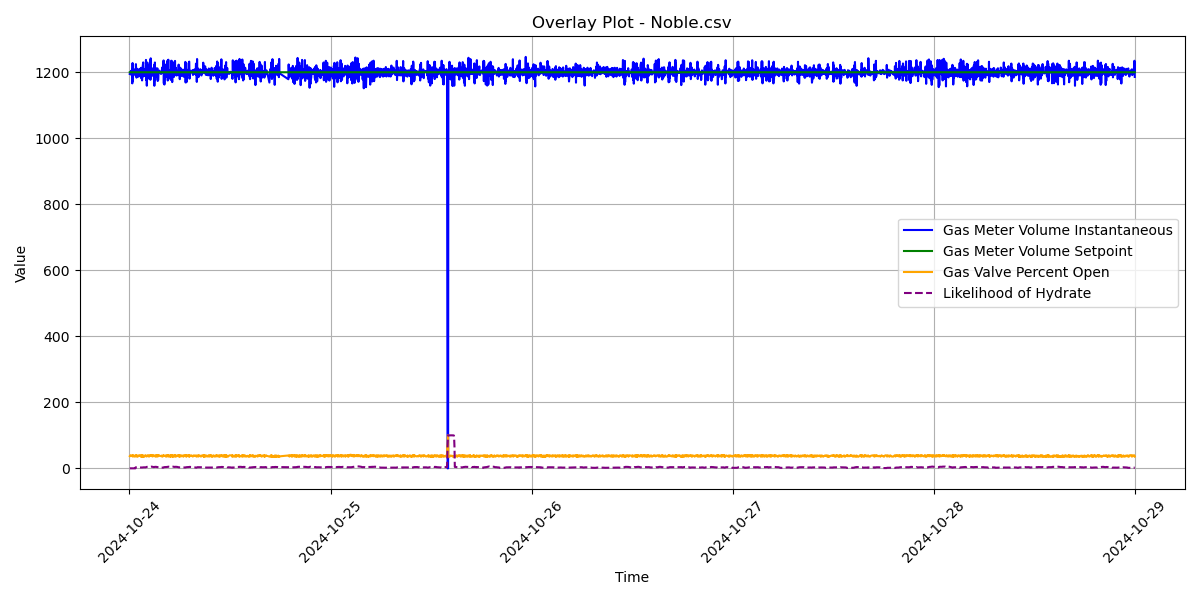 Overlay Plot - Noble.csv
Value
1200
1000
800
600
400
200
0
Gas Meter Volume Instantaneous
Gas Meter Volume Setpoint
Gas Valve Percent Open
Likelihood of Hydrate
2024-10-24
2024-10-25
2024-10-26
2024-10-27
2024-10-28
2024-10-29
Time